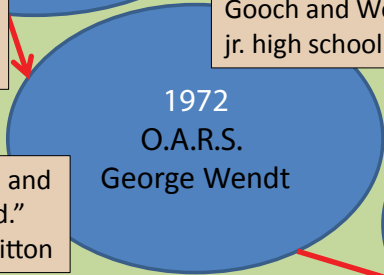 Gooch and We
jr. high school
1972
O.A.R.S.
George Wendt
and
d."
itton